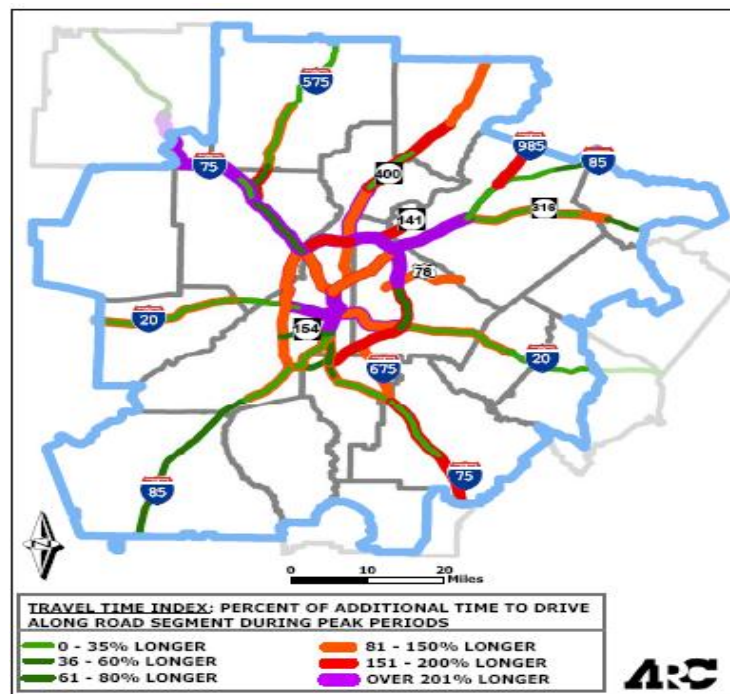 575
75
400
985
85
141
316
78
20
154
675
20
85
75
N
0 10 20
Miles
TRAVEL TIME INDEX: PERCENT OF ADDITIONAL TIME TO DRIVE
ALONG ROAD SEGMENT DURING PEAK PERIODS
0 - 35% LONGER 81 - 150% LONGER
36 - 60% LONGER 151 - 200% LONGER
61 - 80% LONGER OVER 201% LONGER
ARC